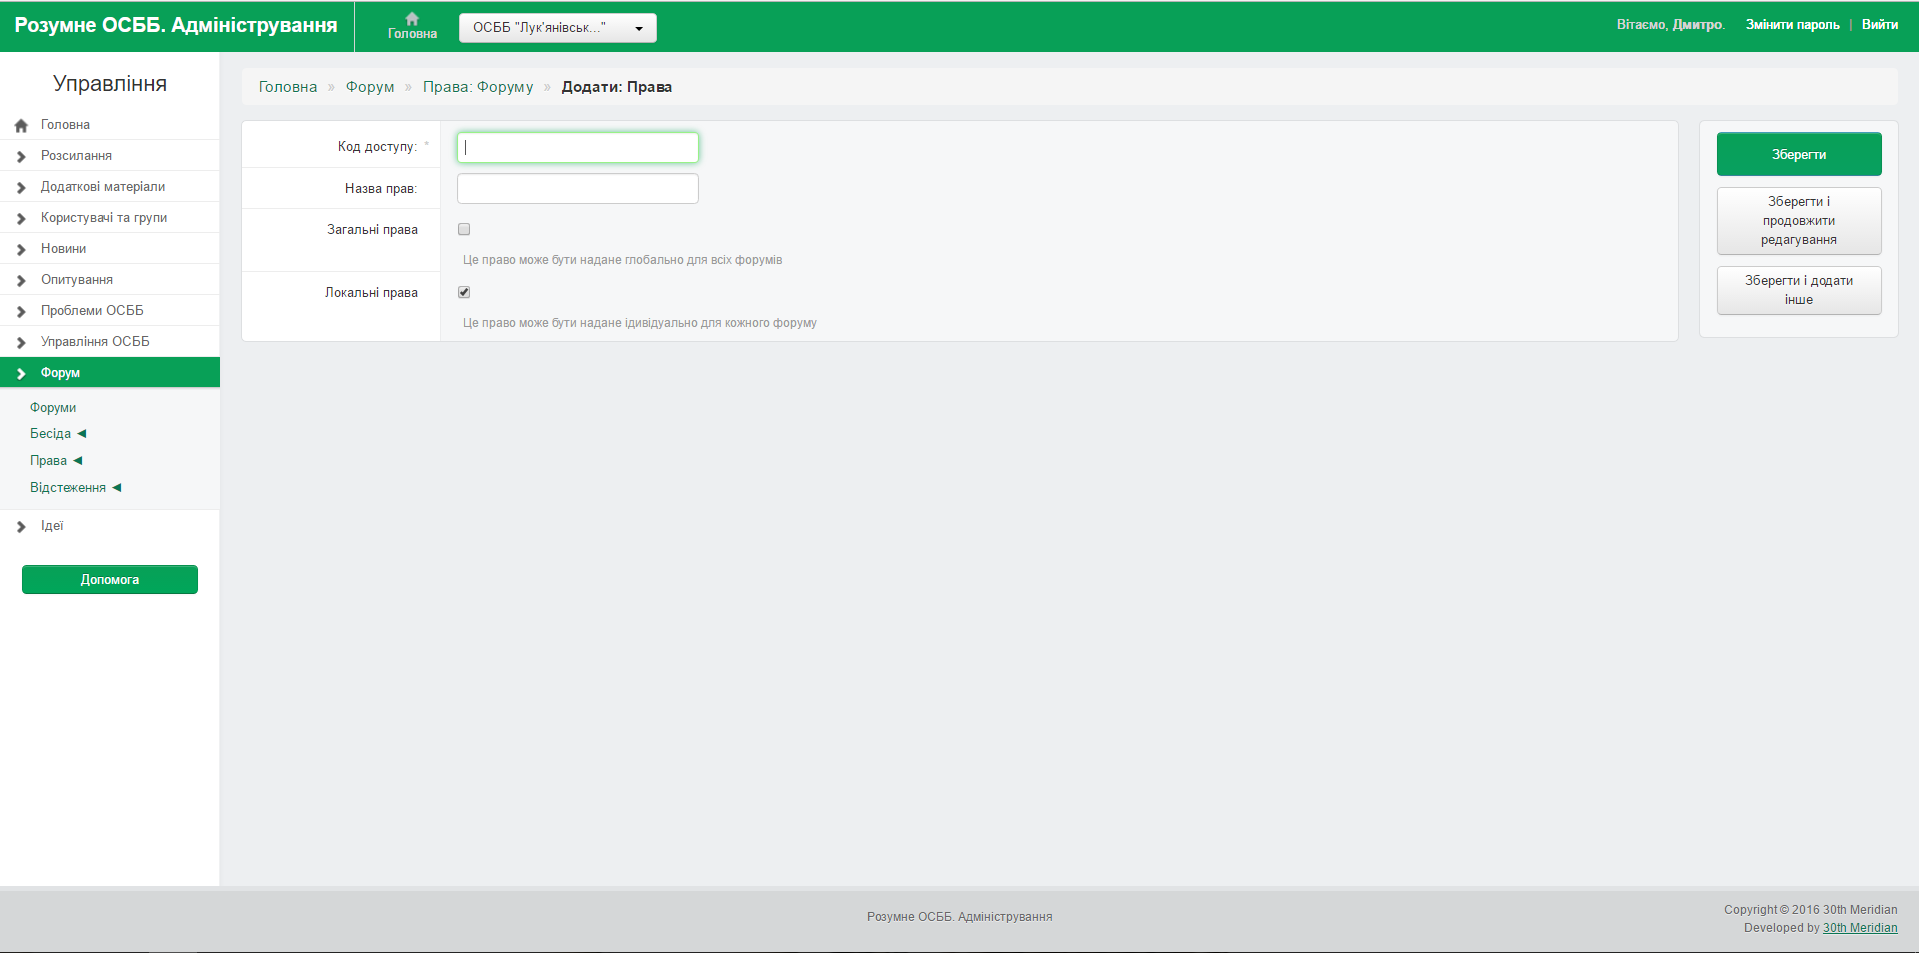 Розумне ОСББ. Адміністрування
Головна
ОСББ "Лук'янівськ..."
Вітаємо, Дмитро. Змінити пароль | Вийти
Управління
Головна
Розсилання
Додаткові матеріали
Користувачі та групи
Новини
Опитування
Проблеми ОСББ
Управління ОСББ
Форум
Форуми
Бесіда ◄
Права ◄
Відстеження ◄
Ідеї
Допомога
Головна » Форум » Права: Форуму » Додати: Права
Код доступу: *
Назва прав:
Загальні права
Це право може бути надане глобально для всіх форумів
Локальні права
Це право може бути надане ідивідуально для кожного форуму
Зберегти
Зберегти і
продовжити
редагування
Зберегти і додати
інше
Розумне ОСББ. Адміністрування
Copyright © 2016 30th Meridian
Developed by 30th Meridian